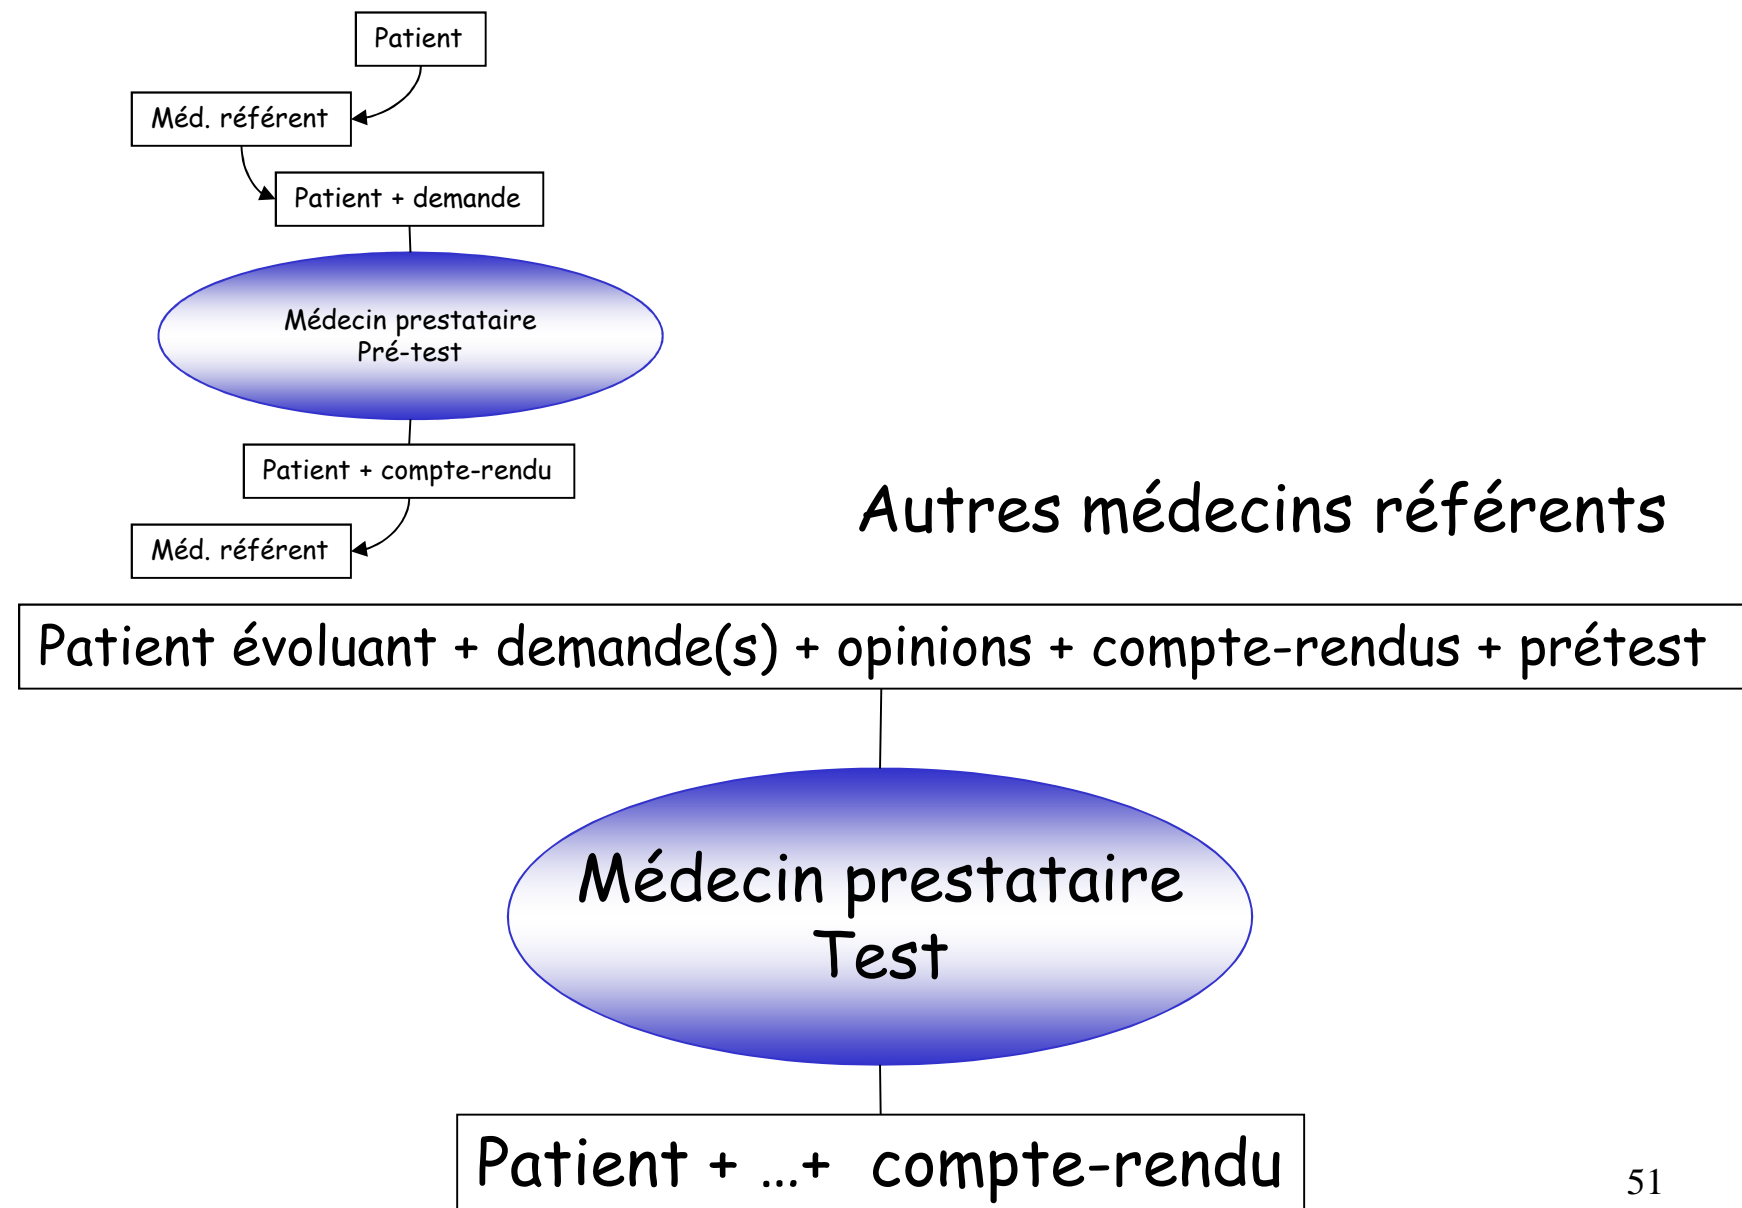 Patient
Méd. référent
Patient + demande
Médecin prestataire
Pré-test
Patient + compte-rendu
Méd. référent
Autres médecins référents
Patient évoluant + demande(s) + opinions + compte-rendus + prétest
Médecin prestataire
Test
Patient + ...+ compte-rendu
51